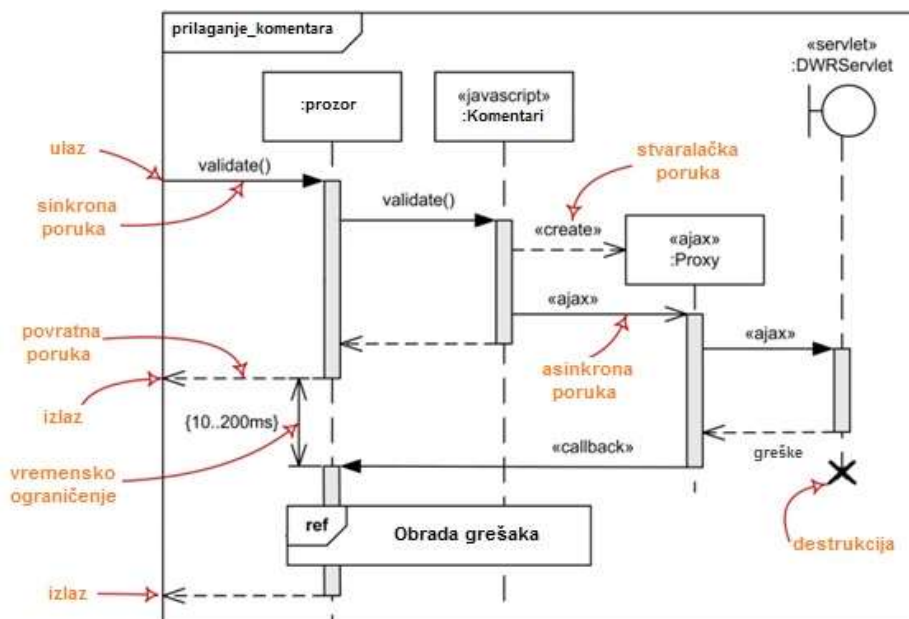 prilaganje_komentara
«servlet»
:DWRServlet
:prozor
«javascript»
:Komentari
ulaz
validate()
stvaralačka
poruka
sinkrona
poruka
validate()
«create»
«ajax»
:Proxy
«ajax»
povratna
poruka
«ajax»
asinkrona
poruka
izlaz
{10..200ms}
«callback»
greške
vremensko
ograničenje
ref
Obrada grešaka
destrukcija
izlaz